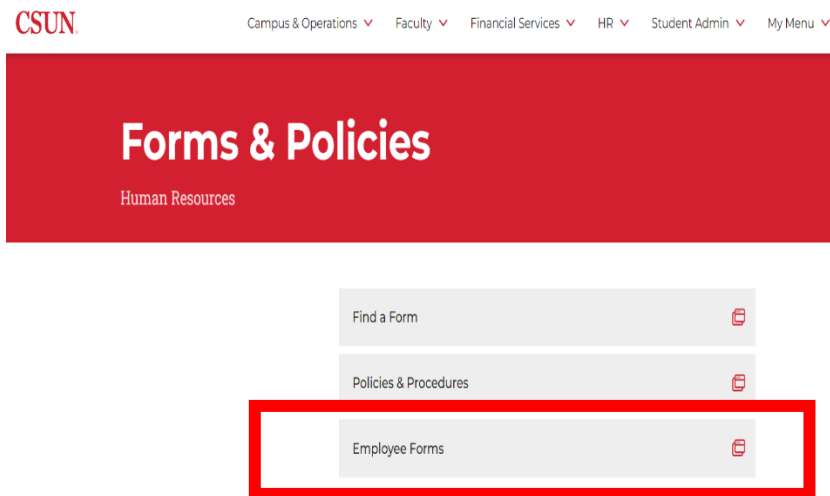 CSUN. Campus & Operations Faculty Financial Services HR Student Admin My Menu
Forms & Policies
Human Resources
Find a Form
Policies & Procedures
Employee Forms